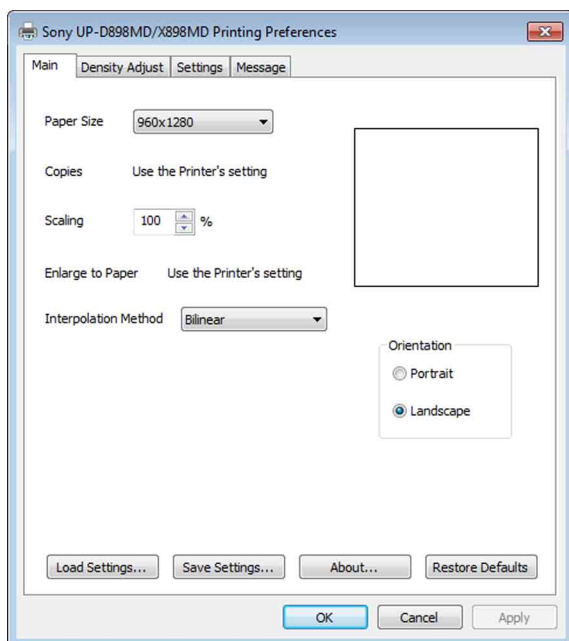 Sony UP-D898MD/X898MD Printing Preferences
Main Density Adjust Settings Message
Paper Size 960x1280
Copies Use the Printer's setting
Scaling 100 %
Enlarge to Paper Use the Printer's setting
Interpolation Method Bilinear
Orientation
Portrait
Landscape
Load Settings... Save Settings... About... Restore Defaults
OK Cancel Apply